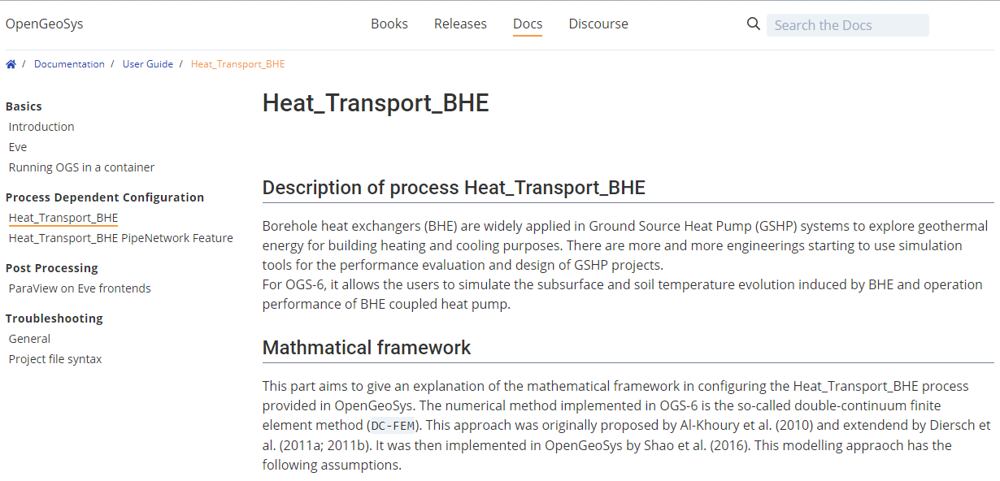 OpenGeoSys Books Releases Docs Discourse Search the Docs
/ Documentation / User Guide / Heat_Transport_BHE
Basics
Introduction
Eve
Running OGS in a container
Process Dependent Configuration
Heat_Transport_BHE
Heat_Transport_BHE PipeNetwork Feature
Post Processing
ParaView on Eve frontends
Troubleshooting
General
Project file syntax
Heat_Transport_BHE
Description of process Heat_Transport_BHE
Borehole heat exchangers (BHE) are widely applied in Ground Source Heat Pump (GSHP) systems to explore geothermal
energy for building heating and cooling purposes. There are more and more engineerings starting to use simulation
tools for the performance evaluation and design of GSHP projects.
For OGS-6, it allows the users to simulate the subsurface and soil temperature evolution induced by BHE and operation
performance of BHE coupled heat pump.
Mathmatical framework
This part aims to give an explanation of the mathematical framework in configuring the Heat_Transport_BHE process
provided in OpenGeoSys. The numerical method implemented in OGS-6 is the so-called double-continuum finite
element method (DC-FEM). This approach was originally proposed by Al-Khoury et al. (2010) and extendend by Diersch et
al. (2011a; 2011b). It was then implemented in OpenGeoSys by Shao et al. (2016). This modelling appraoch has the
following assumptions.